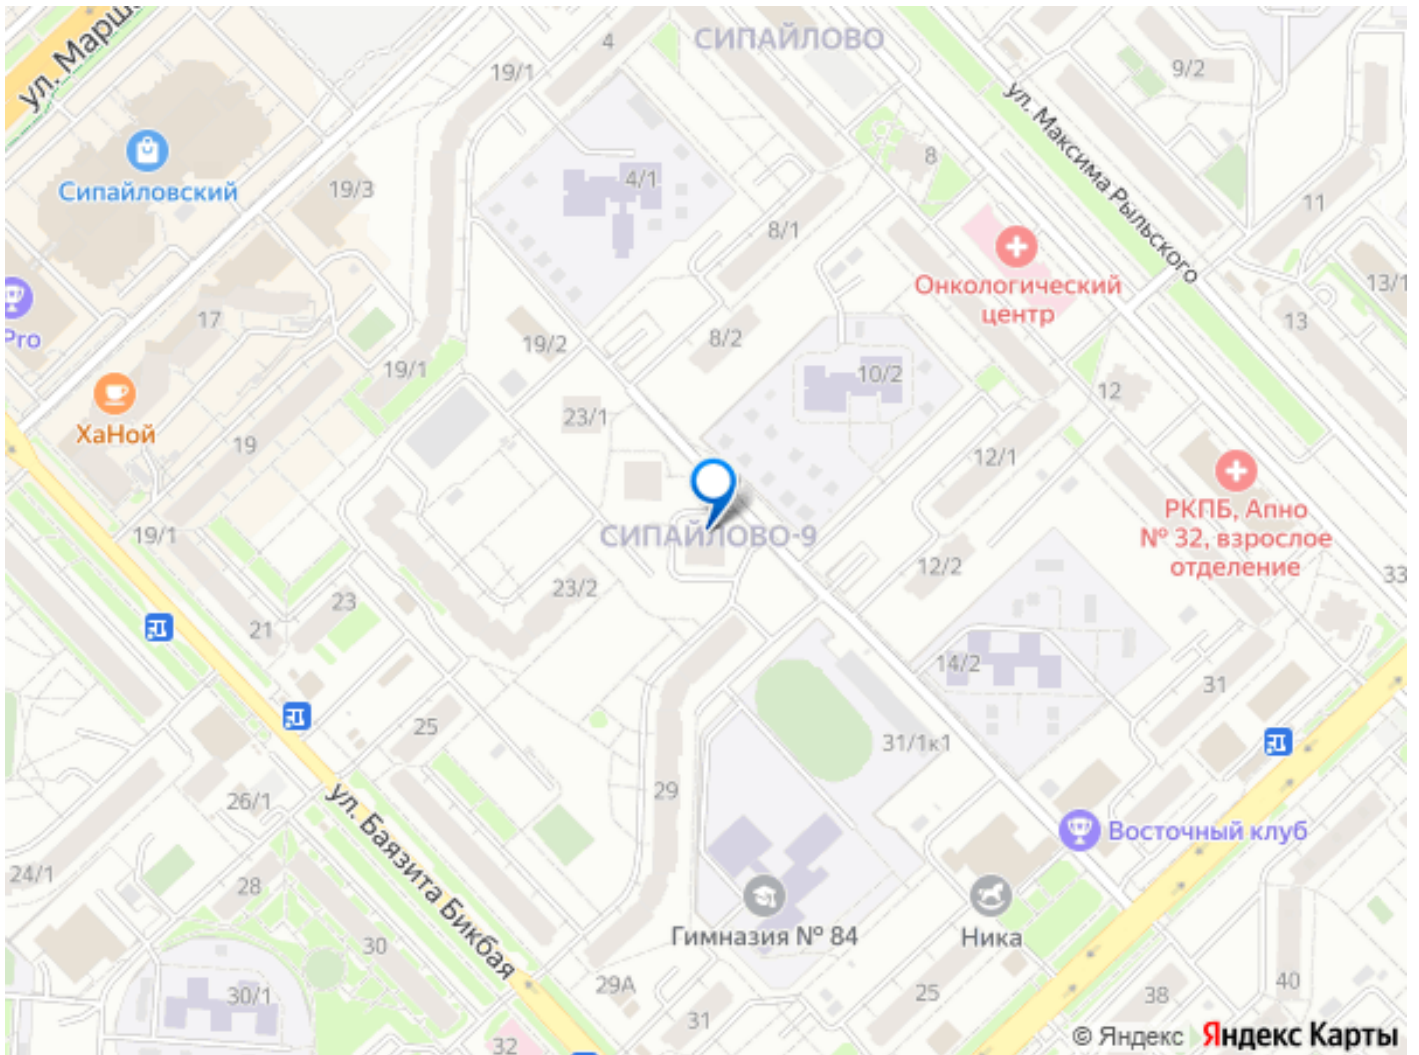 ул. Марш
4
СИПАЙЛОВО
19/1
9/2
ул. Максима Рыльского
8
4/1
19/3
Сипайловский
11
8/1
Онкологический
центр
13/1
17
13
Pro
19/2
8/2
19/1
10/2
12
23/1
ХаНой
19
12/1
РКПБ, Апно
№ 32, взрослое
отделение
19/1
СИПАЙЛОВО-9
12/2
33
23/2
23
21
14/2
31
25
31/1к1
29
26/1
ул. Баязита Бикбая
Восточный клуб
24/1
28
Гимназия № 84
Ника
30
29А
25
40
30/1
38
31
32
© Яндекс Яндекс Карты